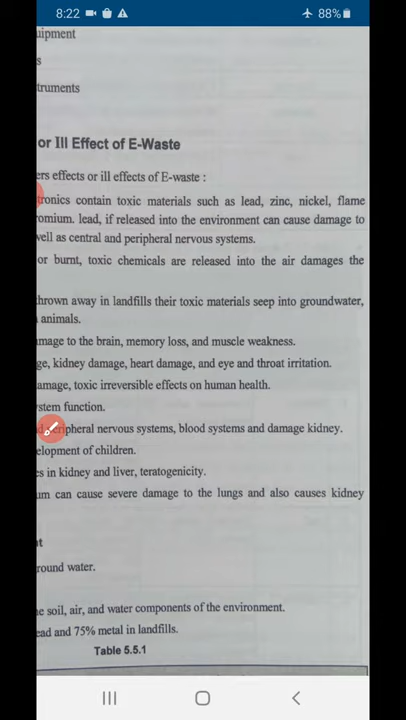 8:22
88%
uipment
s
truments
or Ill Effect of E-Waste
ers effects or ill effects of E-waste :
tronics contain toxic materials such as lead, zinc, nickel, flame
omium. lead, if released into the environment can cause damage to
well as central and peripheral nervous systems.
or burnt, toxic chemicals are released into the air damages the
thrown away in landfills their toxic materials seep into groundwater,
animals.
mage to the brain, memory loss, and muscle weakness.
ge, kidney damage, heart damage, and eye and throat irritation.
amage, toxic irreversible effects on human health.
stem function.
peripheral nervous systems, blood systems and damage kidney.
elopment of children.
es in kidney and liver, teratogenicity.
um can cause severe damage to the lungs and also causes kidney
t
round water.
e soil, air, and water components of the environment.
ead and 75% metal in landfills.
Table 5.5.1